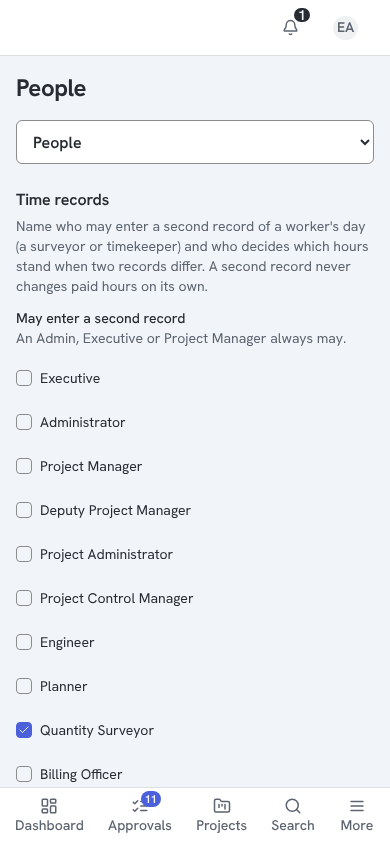 1
EA
People
People
Time records
Name who may enter a second record of a worker's day
(a surveyor or timekeeper) and who decides which hours
stand when two records differ. A second record never
changes paid hours on its own.
May enter a second record
An Admin, Executive or Project Manager always may.
Executive
Administrator
Project Manager
Deputy Project Manager
Project Administrator
Project Control Manager
Engineer
Planner
Quantity Surveyor
Billing Officer
11
Dashboard Approvals Projects Search More